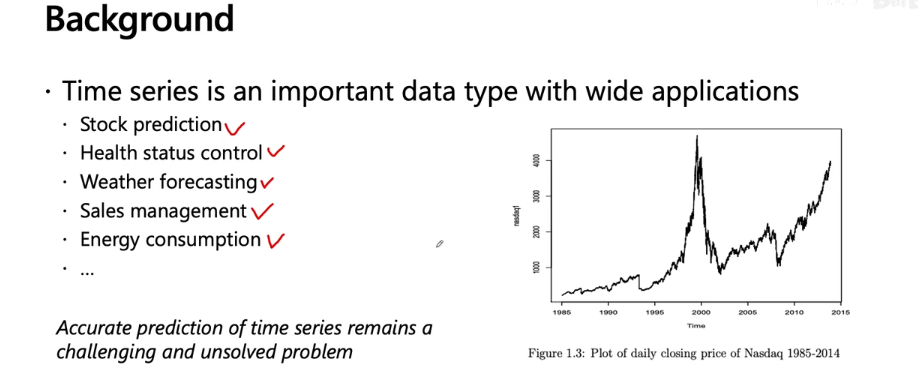 Background
· Time series is an important data type with wide applications
· Stock prediction
· Health status control
· Weather forecasting
· Sales management
· Energy consumption
· ...
Accurate prediction of time series remains a
challenging and unsolved problem
nasdaq1
4000
3000
2000
1000
1985 1990 1995 2000 2005 2010 2015
Time
Figure 1.3: Plot of daily closing price of Nasdaq 1985-2014